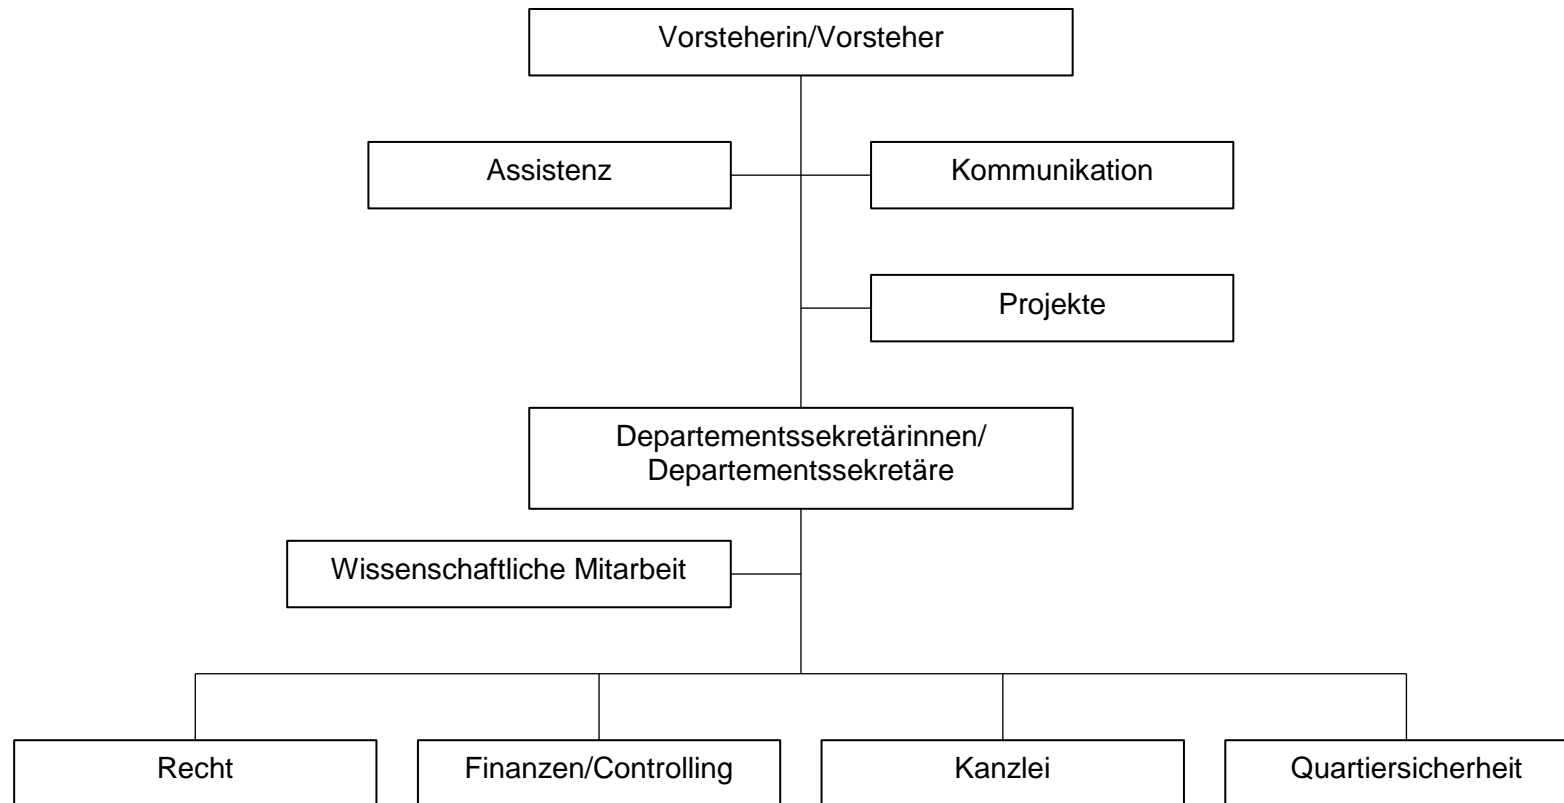 Vorsteherin/Vorsteher
Assistenz
Kommunikation
Projekte
Departementssekretärinnen/
Departementssekretäre
Wissenschaftliche Mitarbeit
Recht
Finanzen/Controlling
Kanzlei
Quartiersicherheit